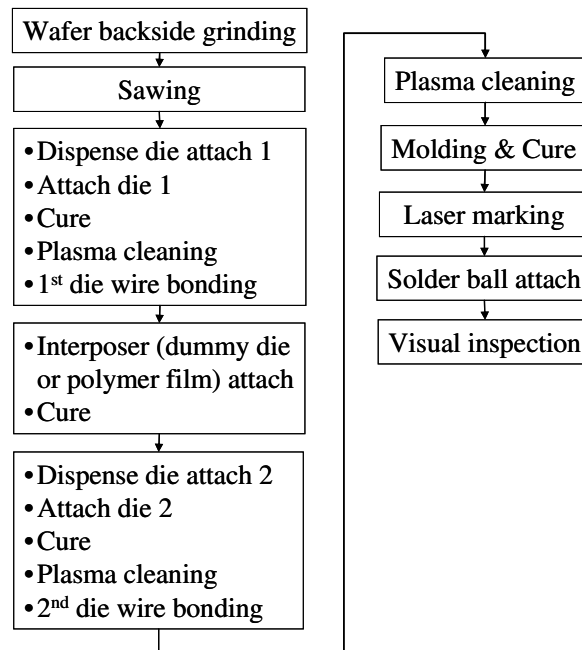 Wafer backside grinding
Sawing
•Dispense die attach 1
•Attach die 1
•Cure
•Plasma cleaning
•1st die wire bonding
•Interposer (dummy die
or polymer film) attach
•Cure
•Dispense die attach 2
•Attach die 2
•Cure
•Plasma cleaning
•2nd die wire bonding
Plasma cleaning
Molding & Cure
Laser marking
Solder ball attach
Visual inspection